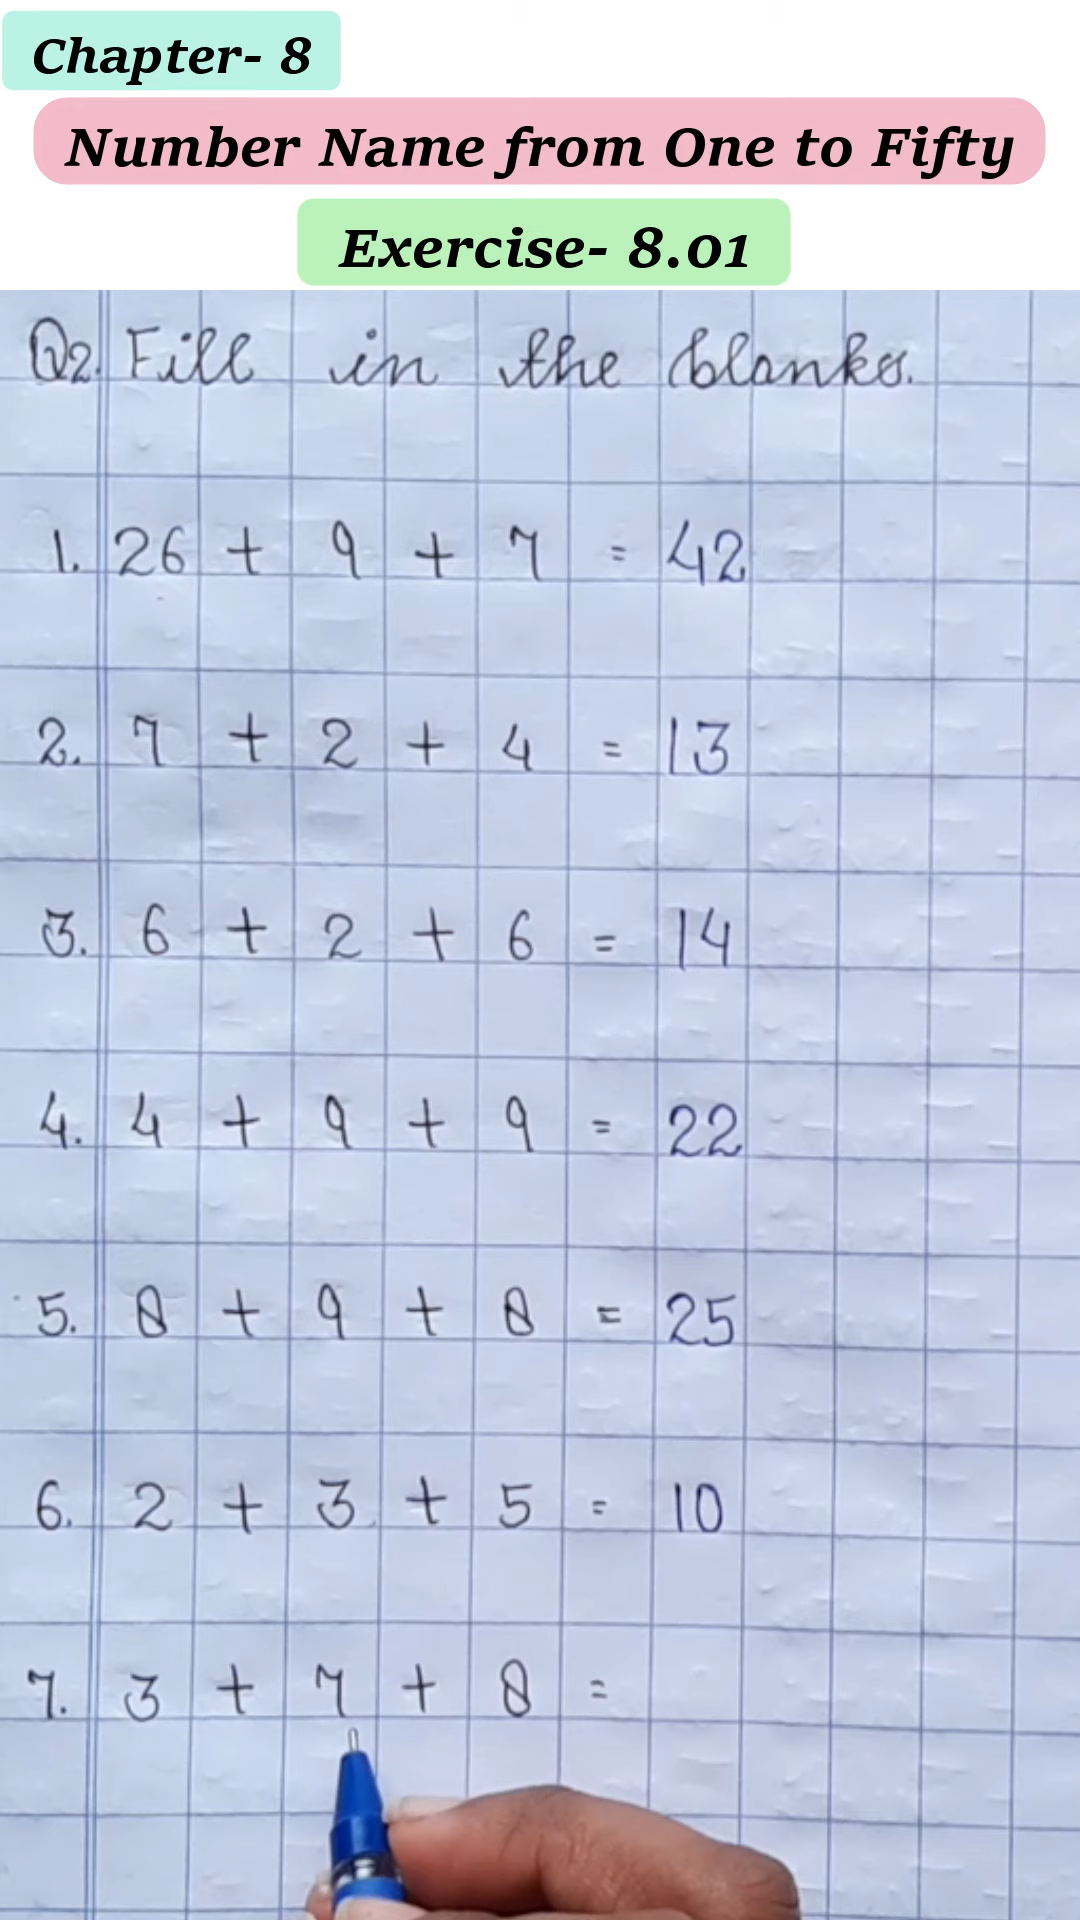 Chapter- 8
Number Name from One to Fifty
Exercise- 8.01
Q2. Fill in the blanks.
1. 26 + 9 + 7 = 42
2. 7 + 2 + 4 = 13
3. 6 + 2 + 6 = 14
4. 4 + 9 + 9 = 22
5. 8 + 9 + 8 = 25
6. 2 + 3 + 5 = 10
7. 3 + 7 + 8 =